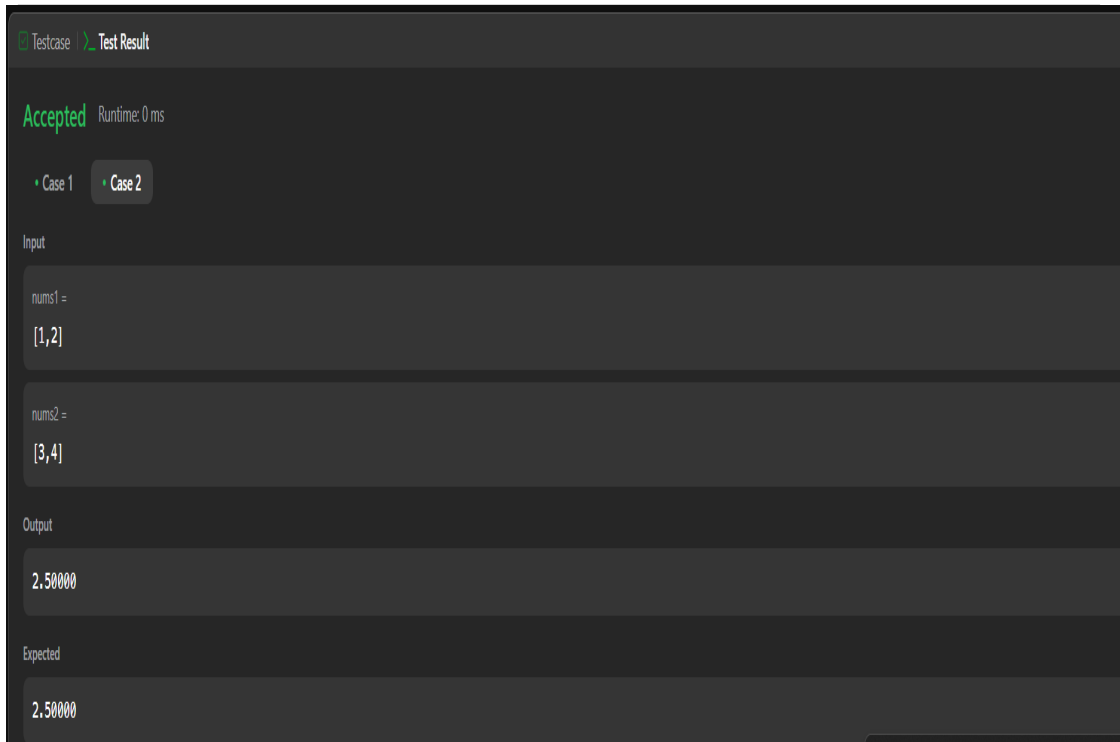 Testcase | >_ Test Result
Accepted Runtime: 0 ms
• Case 1 • Case 2
Input
nums1 =
[1,2]
nums2 =
[3,4]
Output
2.50000
Expected
2.50000